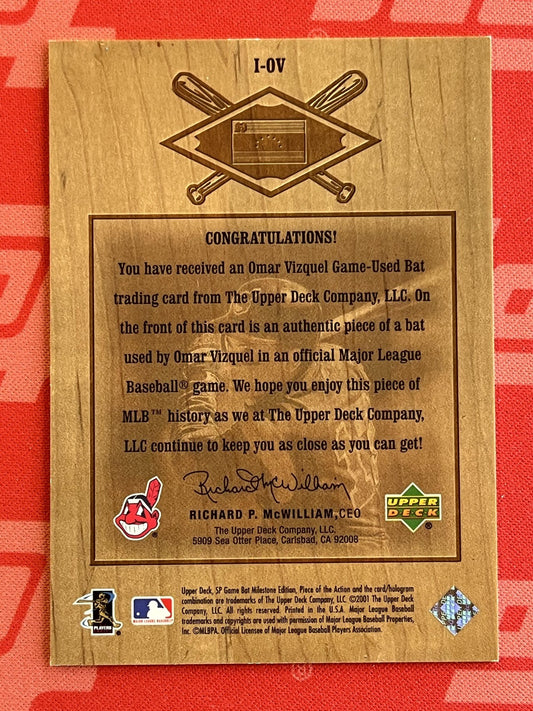 I-OV
CONGRATULATIONS!
You have received an Omar Vizquel Game-Used Bat
trading card from The Upper Deck Company, LLC. On
the front of this card is an authentic piece of a bat
used by Omar Vizquel in an official Major League
Baseball® game. We hope you enjoy this piece of
MLB™ history as we at The Upper Deck Company,
LLC continue to keep you as close as you can get!
Richard P. McWilliam
RICHARD P. McWILLIAM, CEO
The Upper Deck Company, LLC.
5909 Sea Otter Place, Carlsbad, CA 92008
UPPER
DECK
®
®
Upper Deck, SP Game Bat Milestone Edition, Piece of the Action and the card/hologram
combination are trademarks of The Upper Deck Company, LLC. ©2001 The Upper Deck
Company, LLC. All rights reserved. Printed in the U.S.A. Major League Baseball
trademarks and copyrights are used with permission of Major League Baseball Properties,
Inc. ©MLBPA. Official Licensee of Major League Baseball Players Association.
PLAYERS
MAJOR LEAGUE BASEBALL